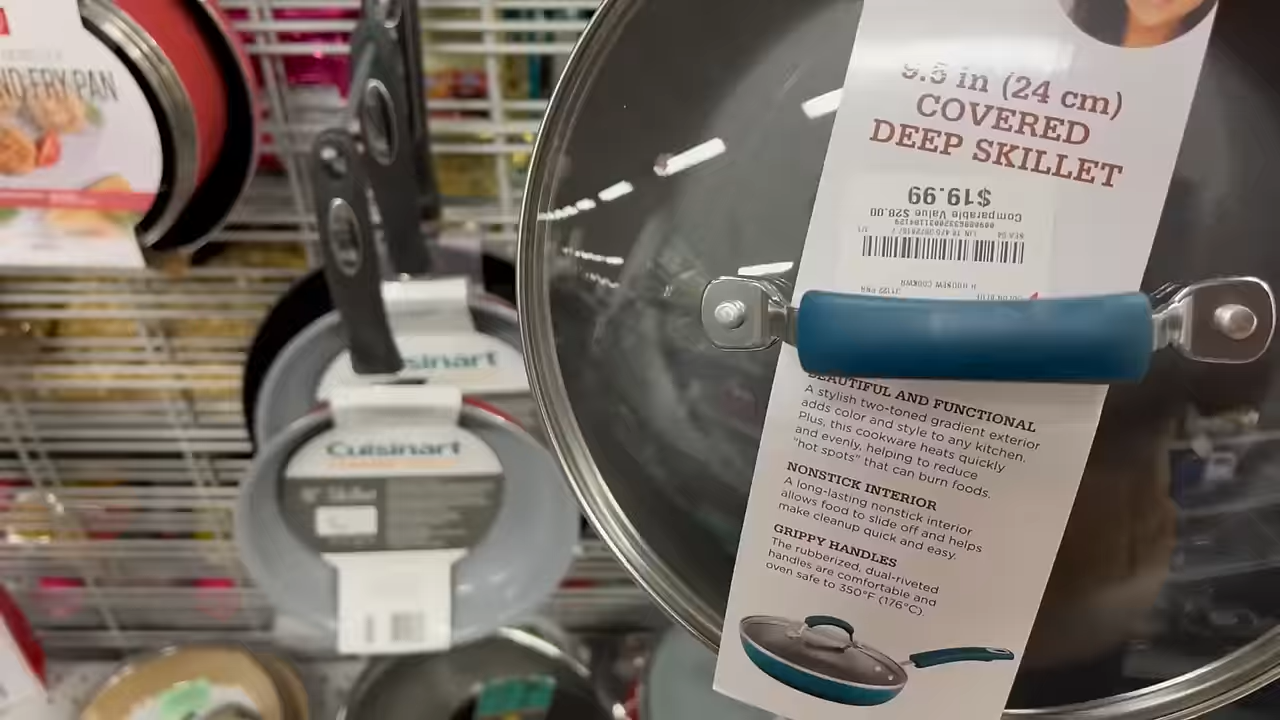 ND FRY PAN
Cuisinart
9.5 in (24 cm)
COVERED
DEEP SKILLET
$19.99
Comparable Value $28.00
BEAUTIFUL AND FUNCTIONAL
A stylish two-toned gradient exterior
adds color and style to any kitchen.
Plus, this cookware heats quickly
and evenly, helping to reduce
"hot spots" that can burn foods.
NONSTICK INTERIOR
A long-lasting nonstick interior
allows food to slide off and helps
make cleanup quick and easy.
GRIPPY HANDLES
The rubberized, dual-riveted
handles are comfortable and
oven safe to 350°F (176°C).